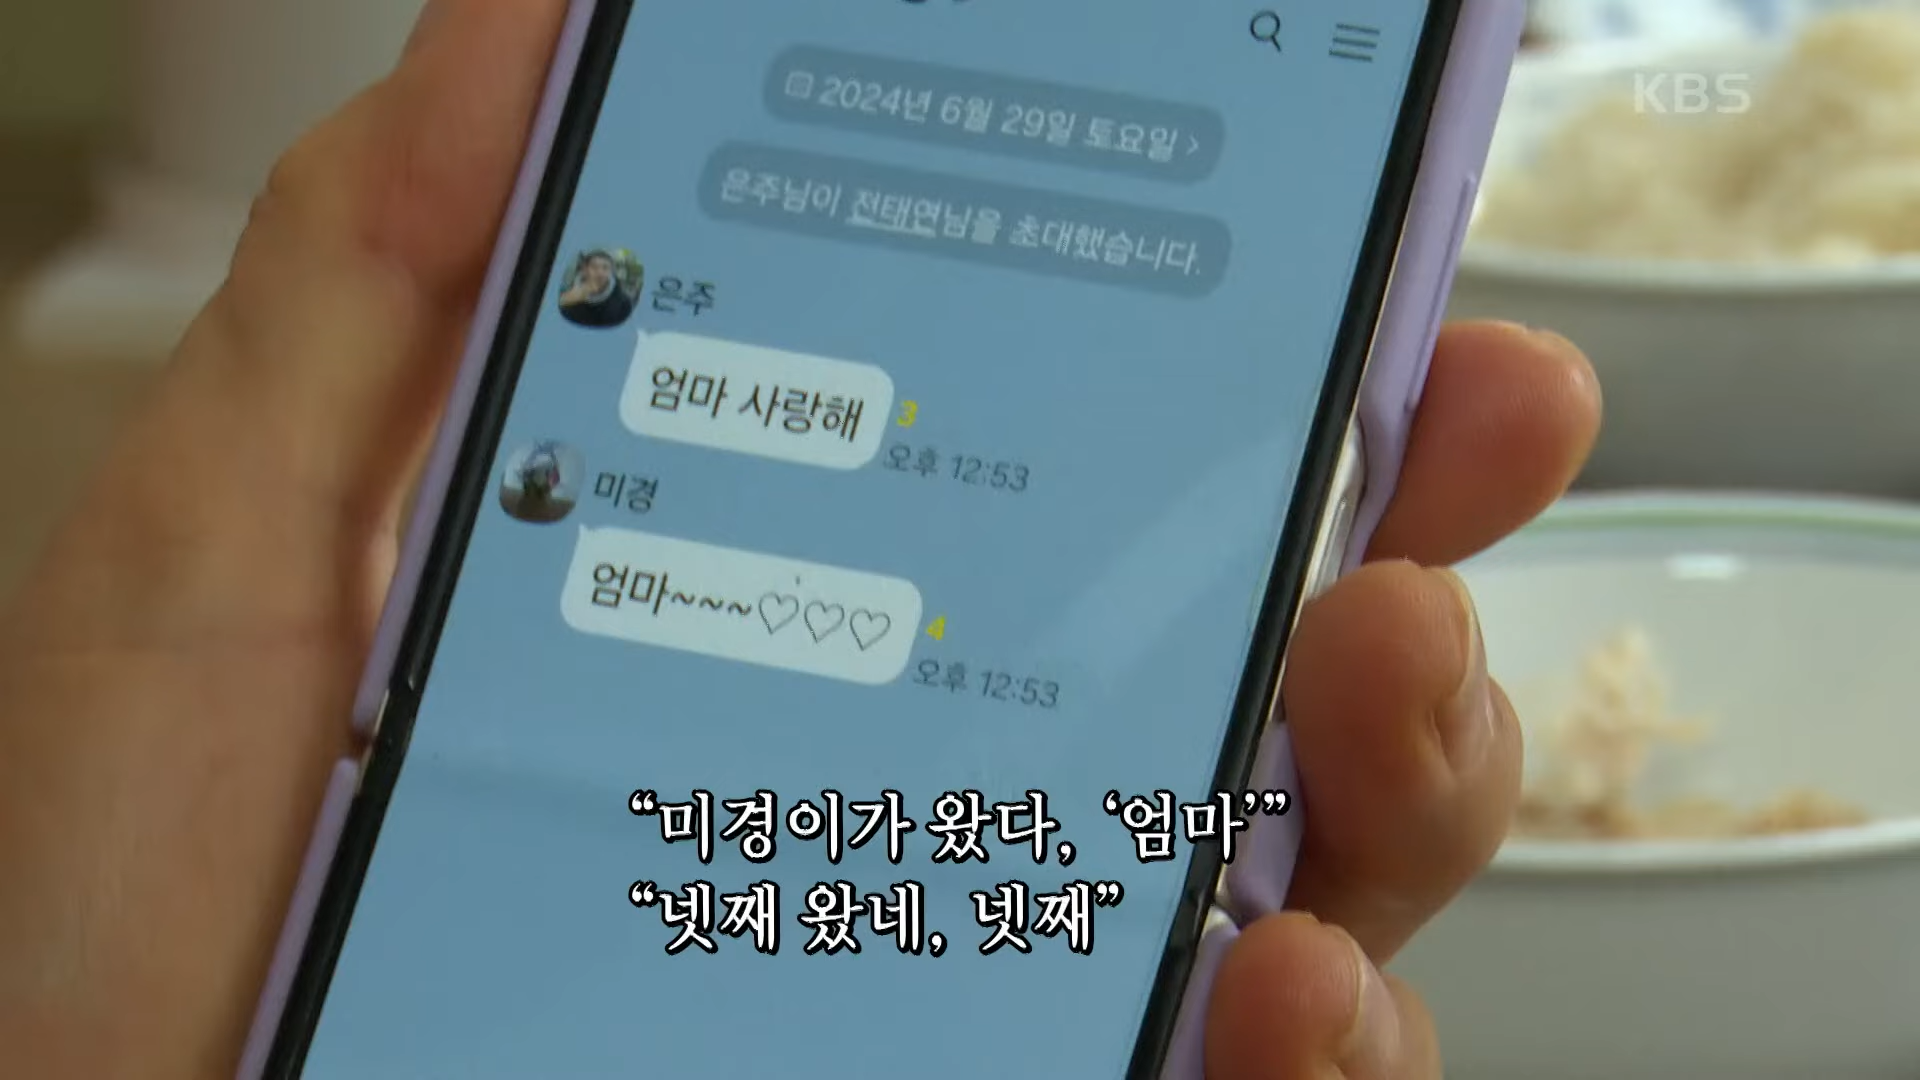 KBS
2024년 6월 29일 토요일 >
은주님이 전태연님을 초대했습니다.
은주
엄마 사랑해
3
오후 12:53
미경
엄마~~~♡♡♡
4
오후 12:53
“미경이가 왔다, ‘엄마’”
“넷째 왔네, 넷째”